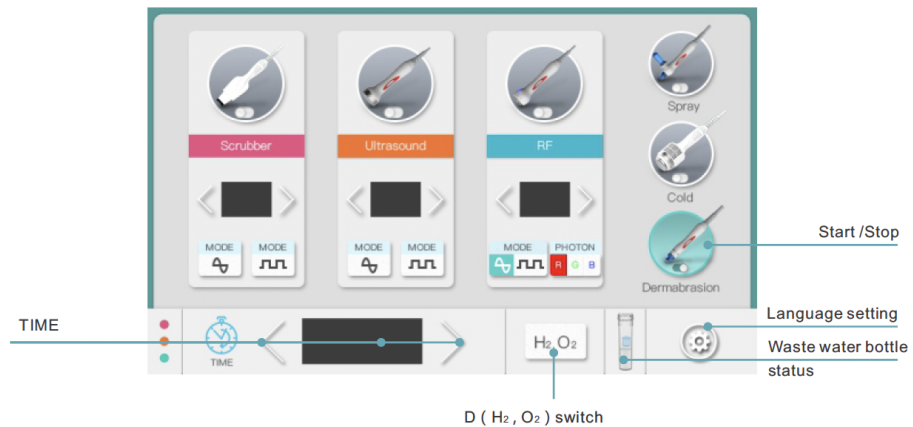 Spray
Scrubber
Ultrasound
RF
Cold
Start /Stop
MODE
MODE
MODE
MODE
MODE
PHOTON
R G B
Dermabrasion
TIME
Language setting
H₂ O₂
TIME
Waste water bottle
status
D ( H₂ , O₂ ) switch